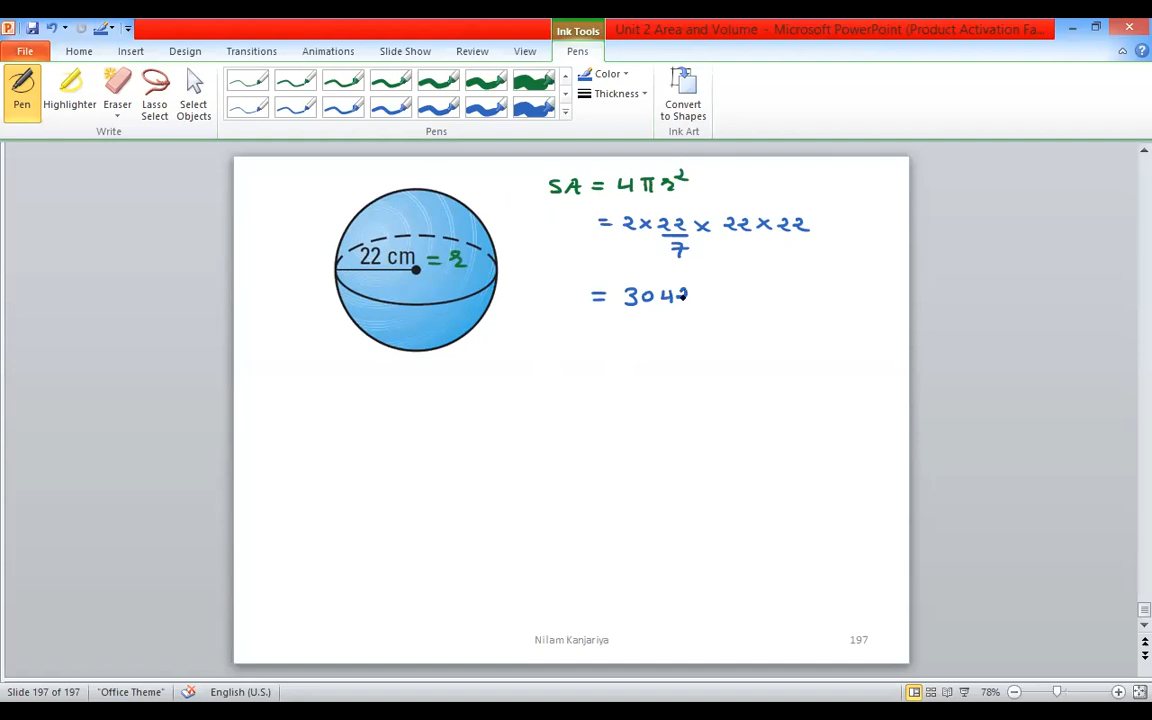 Ink Tools
Unit 2 Area and Volume - Microsoft PowerPoint (Product Activation Fa...
File Home Insert Design Transitions Animations Slide Show Review View Pens
Pen Highlighter Eraser Lasso Select Select Objects
Color
Thickness
Convert to Shapes
Write Pens Ink Art
SA = 4πr²
= 2 × 22/7 × 22 × 22
22 cm = r
= 3042
Nilam Kanjariya 197
Slide 197 of 197 "Office Theme" English (U.S.) 78%